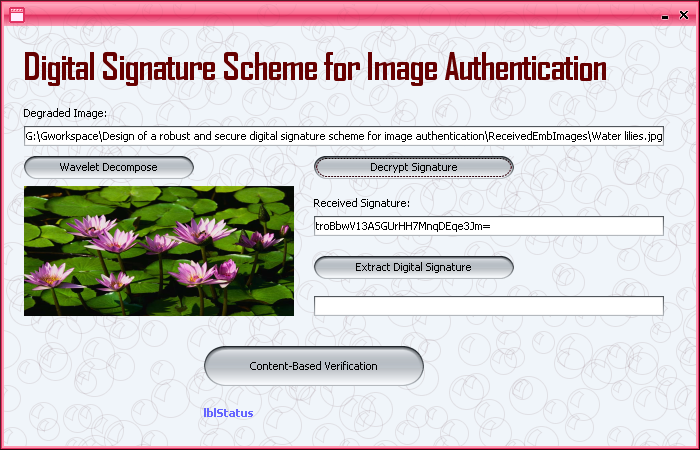 Digital Signature Scheme for Image Authentication
Degraded Image:
G:\Gworkspace\Design of a robust and secure digital signature scheme for image authentication\ReceivedEmbImages\Water lilies.jpg
Wavelet Decompose
Decrypt Signature
Received Signature:
troBbwV13ASGUrHH7MnqDEqe3Jm=
Extract Digital Signature
Content-Based Verification
lblStatus